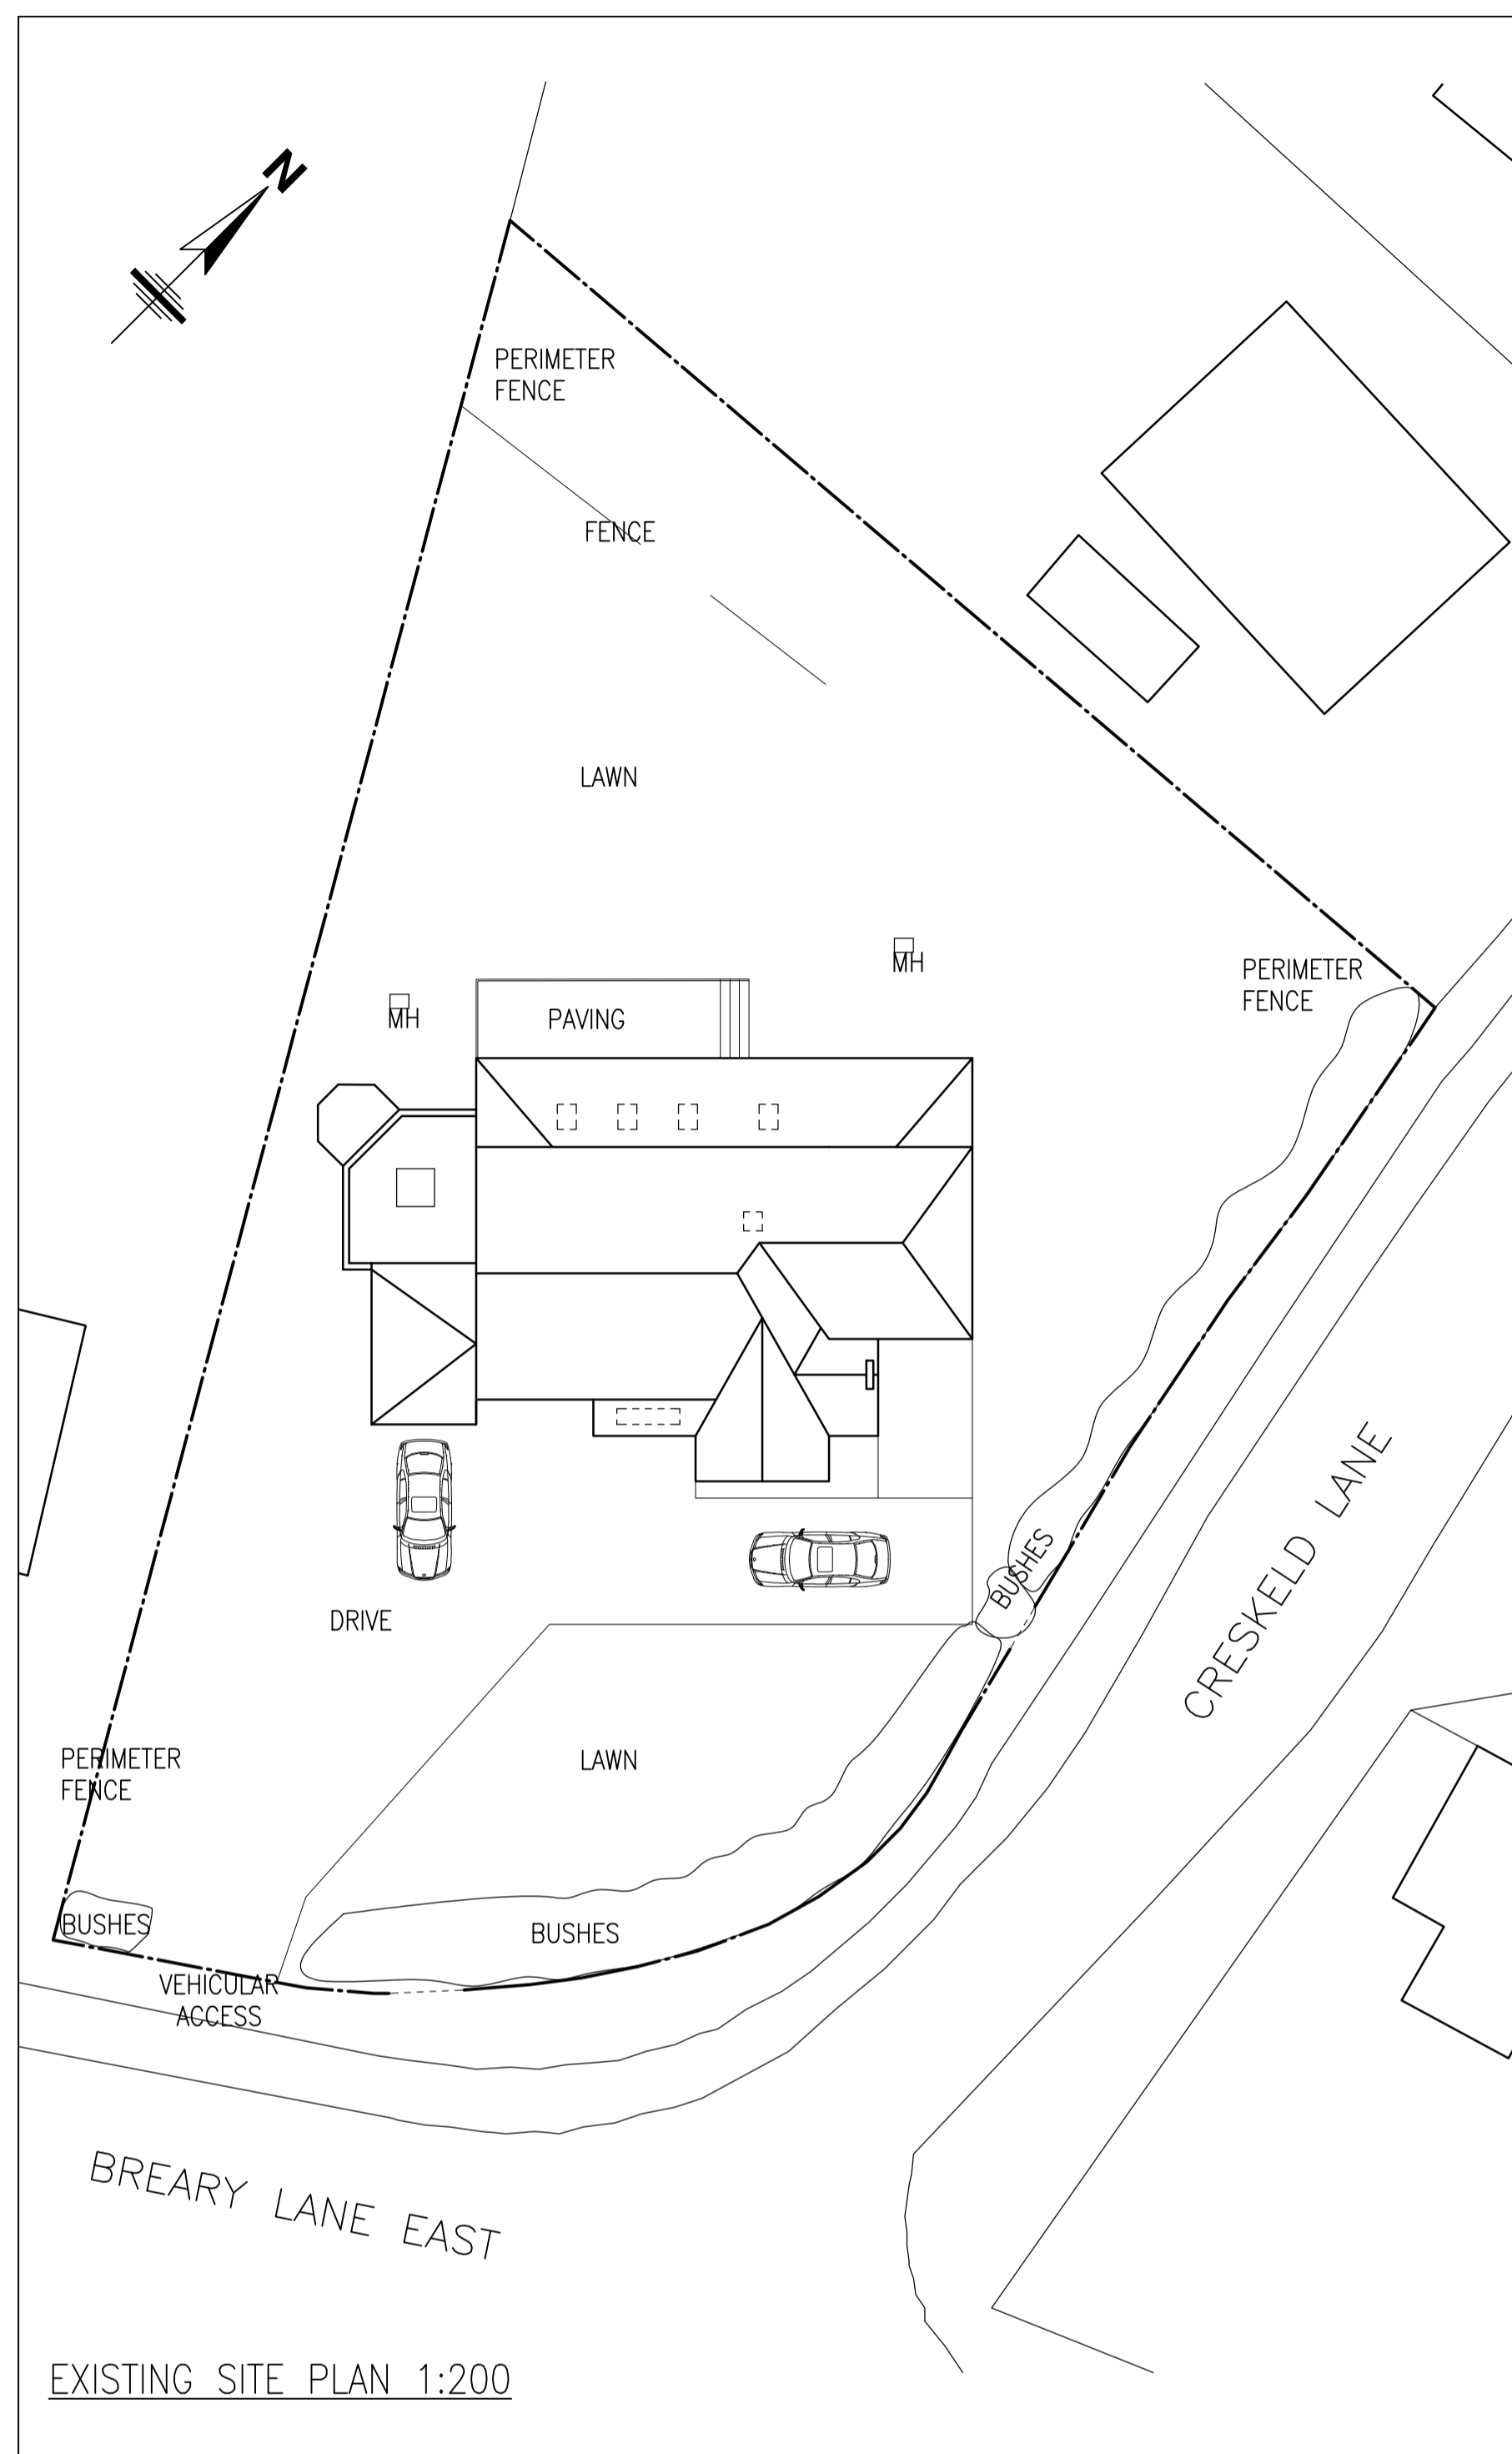 N
PERIMETER
FENCE
FENCE
LAWN
MH
PERIMETER
FENCE
MH
PAVING
BUSHES
CRESKELD LANE
DRIVE
LAWN
PERIMETER
FENCE
BUSHES
BUSHES
VEHICULAR
ACCESS
BREARY LANE EAST
EXISTING SITE PLAN 1:200